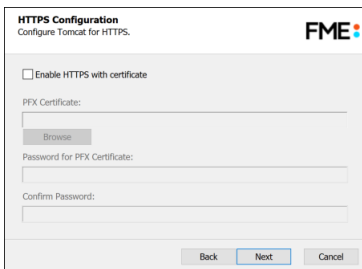 HTTPS Configuration
Configure Tomcat for HTTPS.
FME
Enable HTTPS with certificate
PFX Certificate:
Browse
Password for PFX Certificate:
Confirm Password:
Back Next Cancel